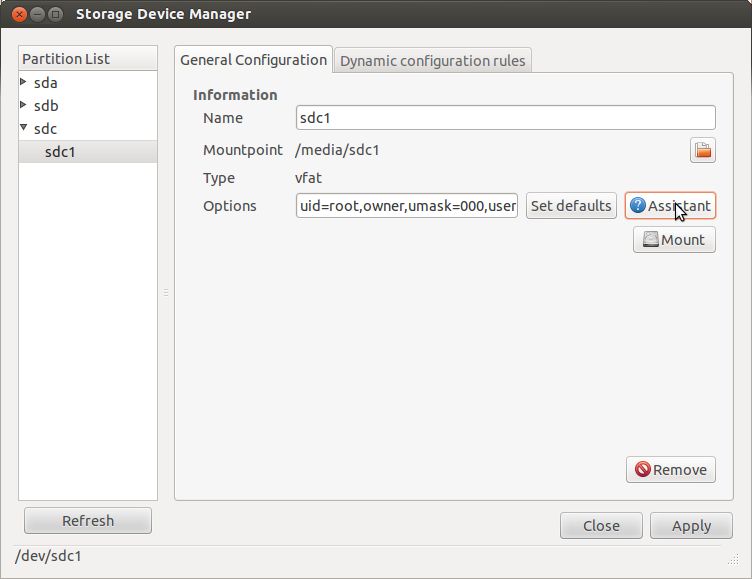 Storage Device Manager
Partition List
sda
sdb
sdc
sdc1
Refresh
General Configuration
Dynamic configuration rules
Information
Name sdc1
Mountpoint /media/sdc1
Type vfat
Options uid=root,owner,umask=000,user Set defaults Assistant
Mount
Remove
Close Apply
/dev/sdc1